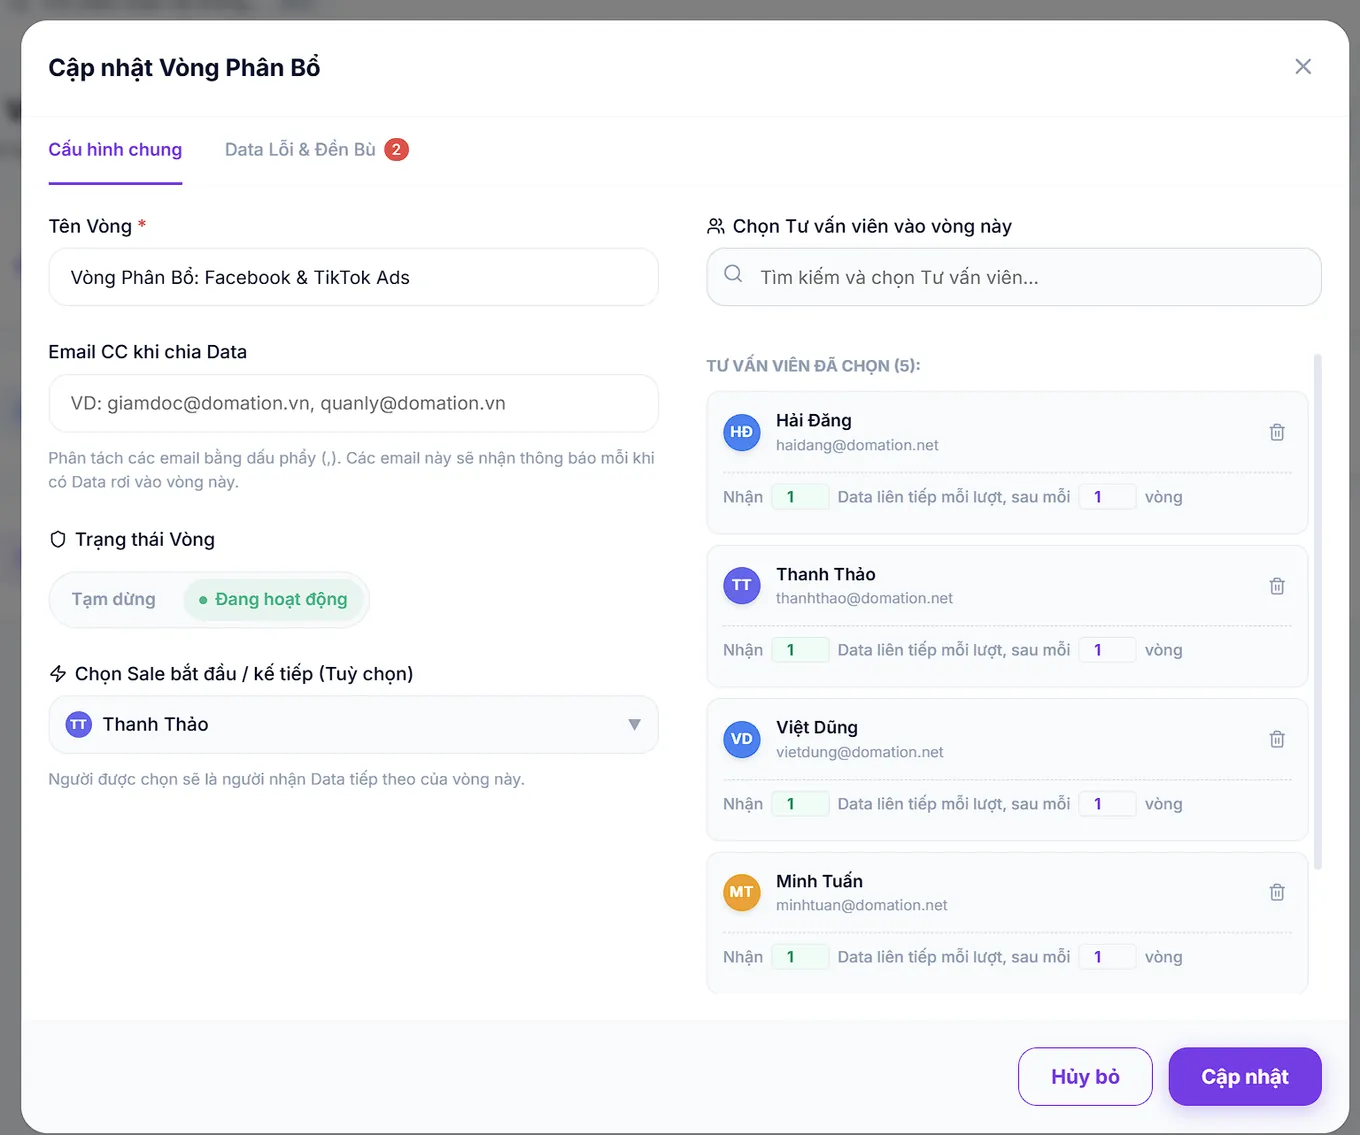 Cập nhật Vòng Phân Bổ
Cấu hình chung
Data Lỗi & Đền Bù 2
Tên Vòng *
Vòng Phân Bổ: Facebook & TikTok Ads
Email CC khi chia Data
VD: giamdoc@domation.vn, quanly@domation.vn
Phân tách các email bằng dấu phẩy (,). Các email này sẽ nhận thông báo mỗi khi
có Data rơi vào vòng này.
Trạng thái Vòng
Tạm dừng
Đang hoạt động
Chọn Sale bắt đầu / kế tiếp (Tuỳ chọn)
TT Thanh Thảo
Người được chọn sẽ là người nhận Data tiếp theo của vòng này.
Chọn Tư vấn viên vào vòng này
Tìm kiếm và chọn Tư vấn viên...
TƯ VẤN VIÊN ĐÃ CHỌN (5):
HĐ
Hải Đăng
haidang@domation.net
Nhận 1 Data liên tiếp mỗi lượt, sau mỗi 1 vòng
TT
Thanh Thảo
thanhthao@domation.net
Nhận 1 Data liên tiếp mỗi lượt, sau mỗi 1 vòng
VD
Việt Dũng
vietdung@domation.net
Nhận 1 Data liên tiếp mỗi lượt, sau mỗi 1 vòng
MT
Minh Tuấn
minhtuan@domation.net
Nhận 1 Data liên tiếp mỗi lượt, sau mỗi 1 vòng
Hủy bỏ
Cập nhật